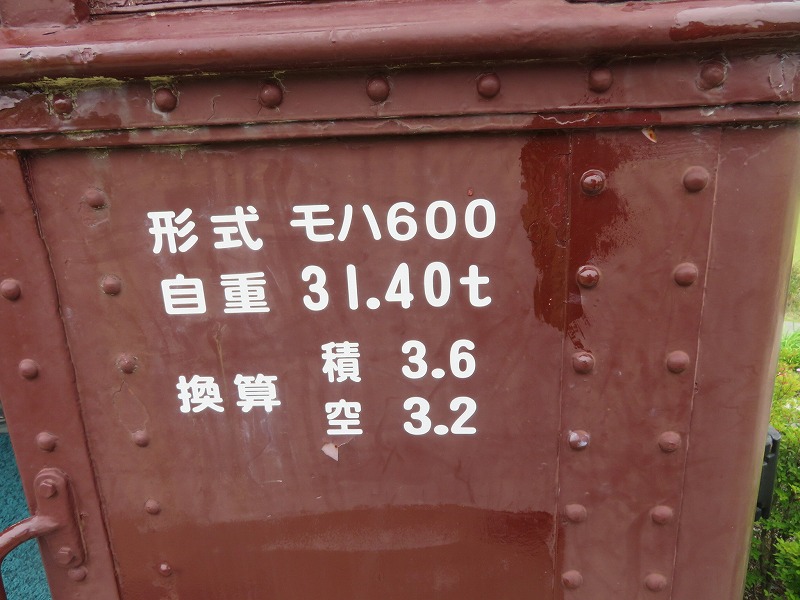 形式 モハ600
自重 31.40t
換算 積 3.6
空 3.2